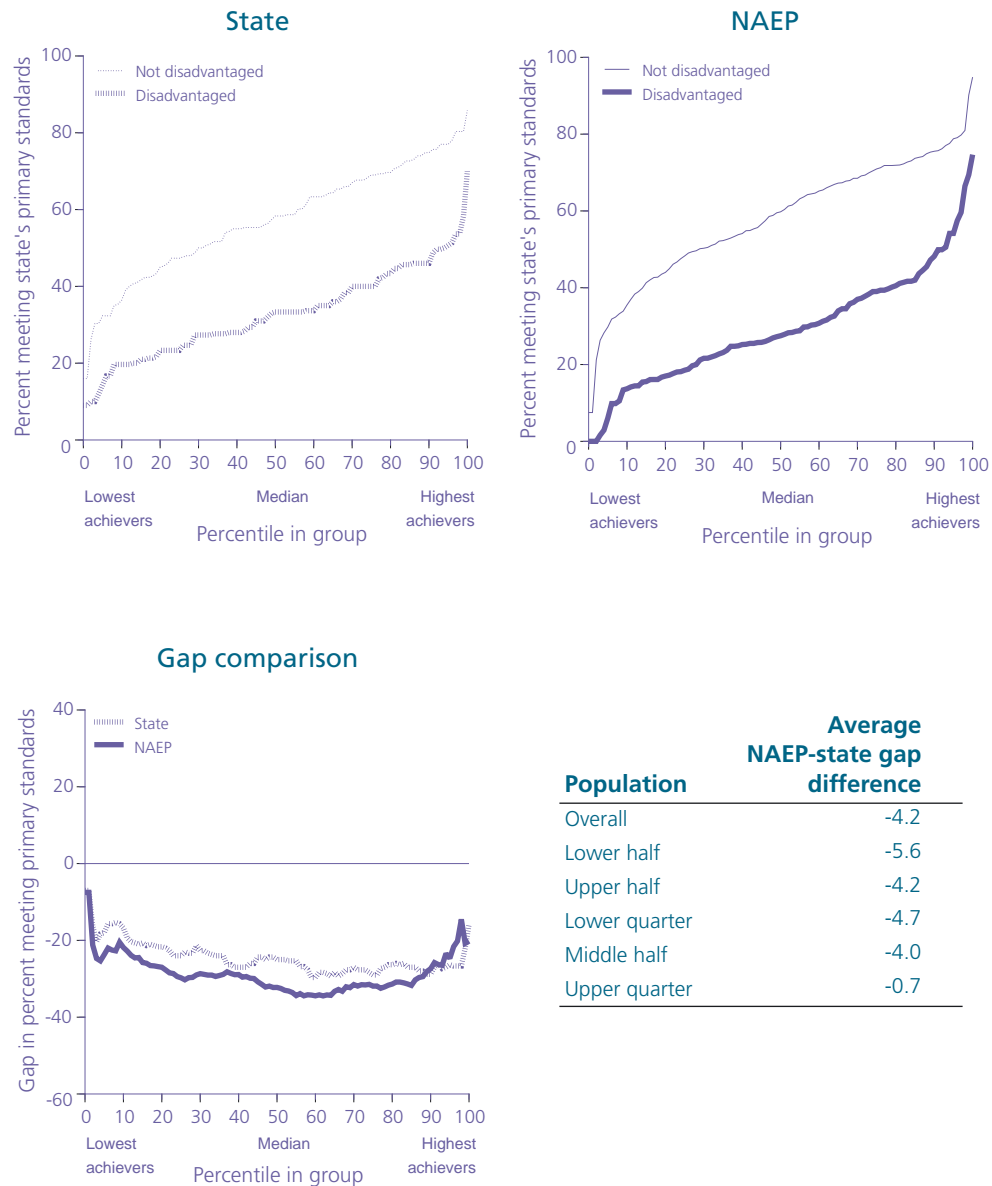 State
Percent meeting state's primary standards
100
80
60
40
20
0
Not disadvantaged
Disadvantaged
0 10 20 30 40 50 60 70 80 90 100
Lowest achievers
Median
Highest achievers
Percentile in group
NAEP
Percent meeting state's primary standards
100
80
60
40
20
0
Not disadvantaged
Disadvantaged
0 10 20 30 40 50 60 70 80 90 100
Lowest achievers
Median
Highest achievers
Percentile in group
Gap comparison
Gap in percent meeting primary standards
40
20
0
-20
-40
-60
State
NAEP
0 10 20 30 40 50 60 70 80 90 100
Lowest achievers
Median
Highest achievers
Percentile in group
Average
NAEP-state gap
Population difference
Overall -4.2
Lower half -5.6
Upper half -4.2
Lower quarter -4.7
Middle half -4.0
Upper quarter -0.7